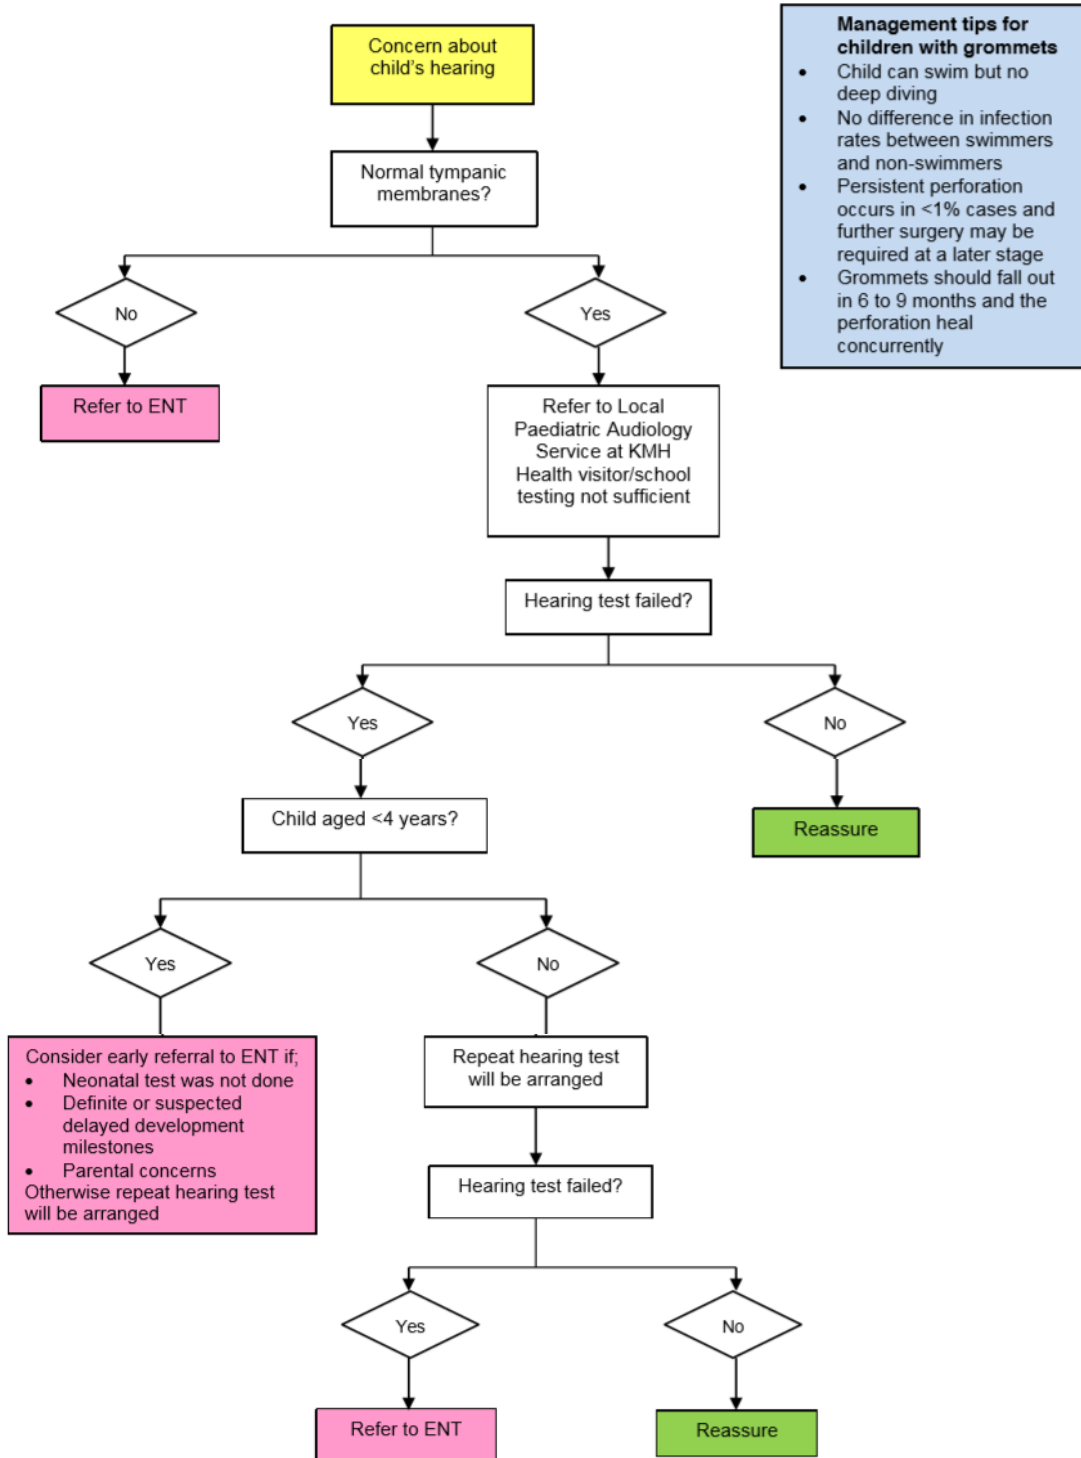 Concern about
child's hearing
Management tips for
children with grommets
• Child can swim but no
deep diving
• No difference in infection
rates between swimmers
and non-swimmers
• Persistent perforation
occurs in <1% cases and
further surgery may be
required at a later stage
• Grommets should fall out
in 6 to 9 months and the
perforation heal
concurrently
Normal tympanic
membranes?
No
Yes
Refer to ENT
Refer to Local
Paediatric Audiology
Service at KMH
Health visitor/school
testing not sufficient
Hearing test failed?
Yes
No
Child aged <4 years?
Reassure
Yes
No
Consider early referral to ENT if;
• Neonatal test was not done
• Definite or suspected
delayed development
milestones
• Parental concerns
Otherwise repeat hearing test
will be arranged
Repeat hearing test
will be arranged
Hearing test failed?
Yes
No
Refer to ENT
Reassure